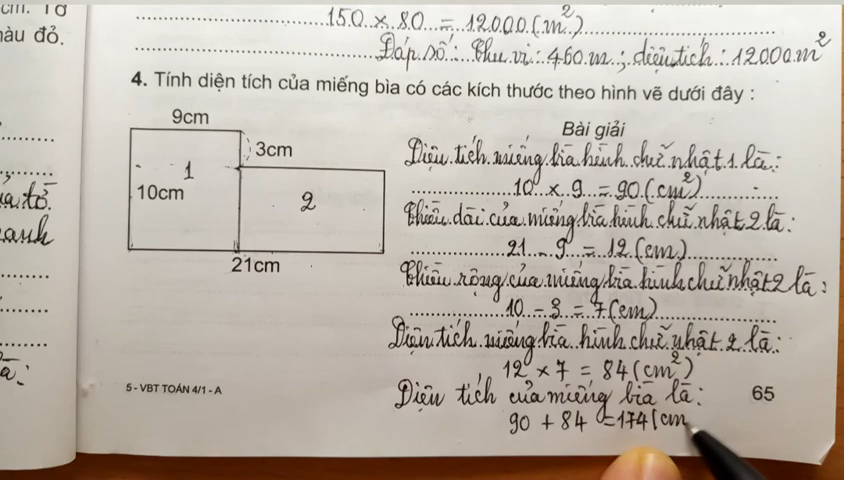 cm. Tờ
màu đỏ.
150 x 80 = 12000 (m²)
Đáp số : Chu vi : 460 m ; diện tích : 12000 m²
4. Tính diện tích của miếng bìa có các kích thước theo hình vẽ dưới đây :
9cm
3cm
1
10cm
2
21cm
Bài giải
Diện tích miếng bìa hình chữ nhật 1 là :
10 x 9 = 90 (cm²)
Chiều dài của miếng bìa hình chữ nhật 2 là :
21 - 9 = 12 (cm)
Chiều rộng của miếng bìa hình chữ nhật 2 là :
10 - 3 = 7 (cm)
Diện tích miếng bìa hình chữ nhật 2 là :
12 x 7 = 84 (cm²)
Diện tích của miếng bìa là :
90 + 84 = 174 (cm
5 - VBT TOÁN 4/1 - A
65